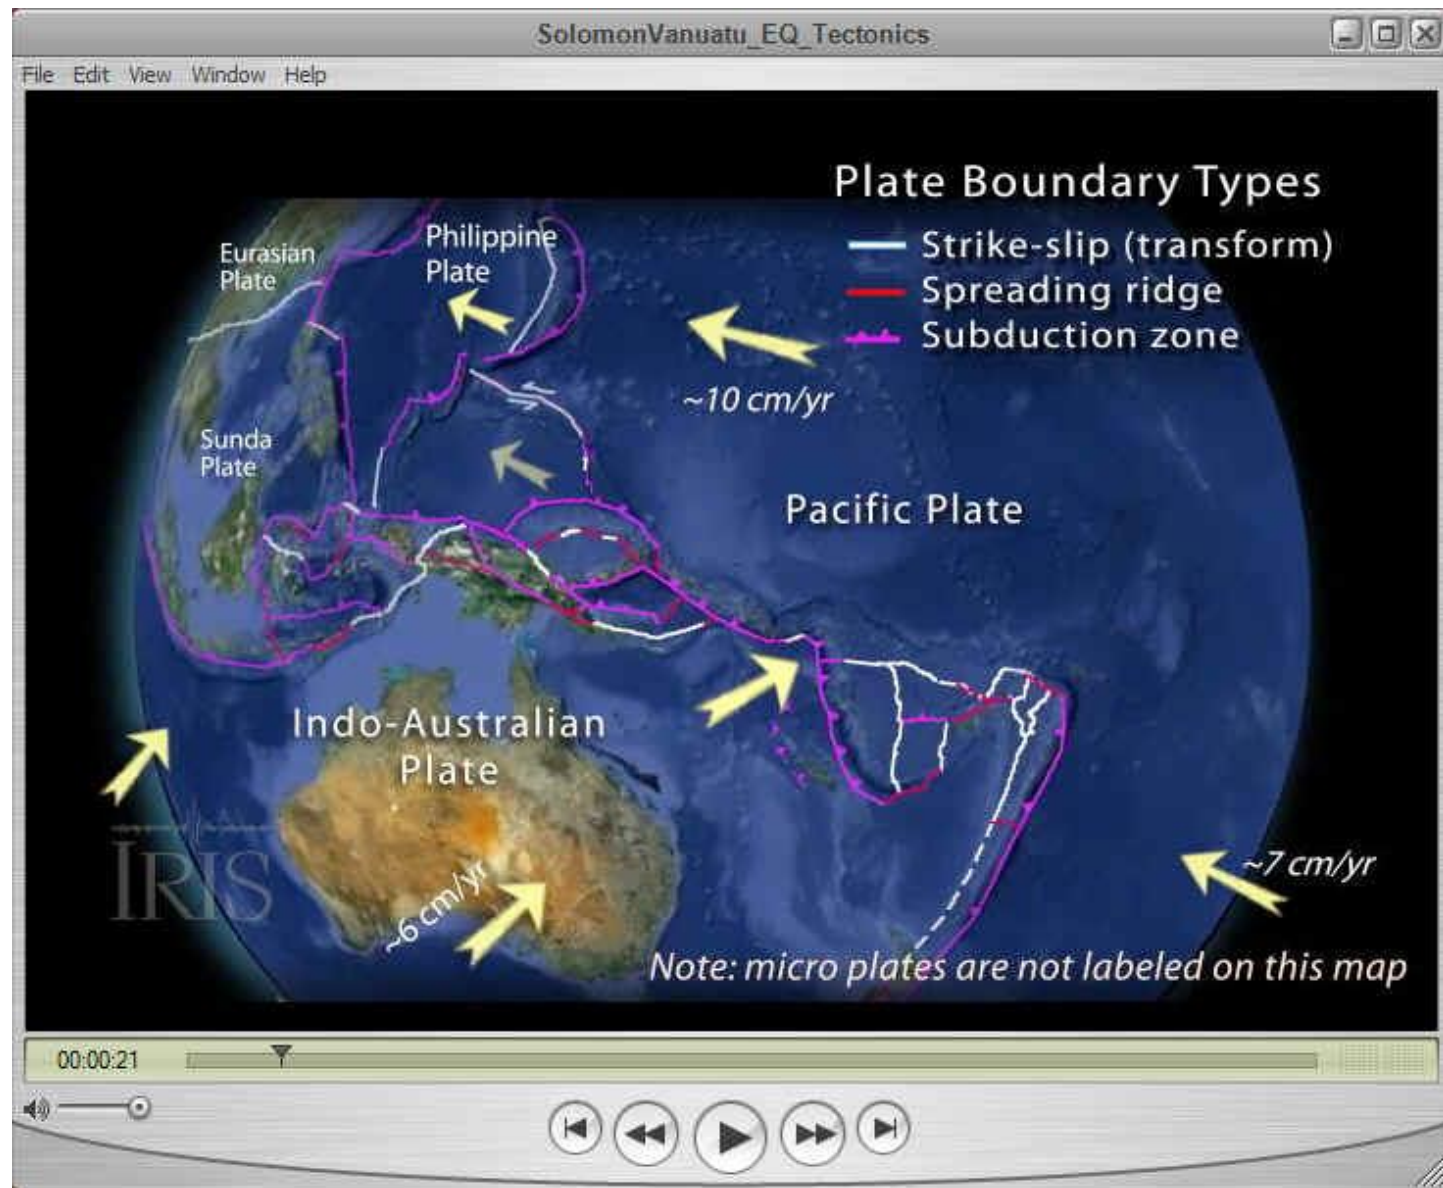 SolomonVanuatu_EQ_Tectonics
File Edit View Window Help
Plate Boundary Types
Strike-slip (transform)
Spreading ridge
Subduction zone
Eurasian
Plate
Philippine
Plate
~10 cm/yr
Sunda
Plate
Pacific Plate
Indo-Australian
Plate
IRIS
~6 cm/yr
~7 cm/yr
Note: micro plates are not labeled on this map
00:00:21